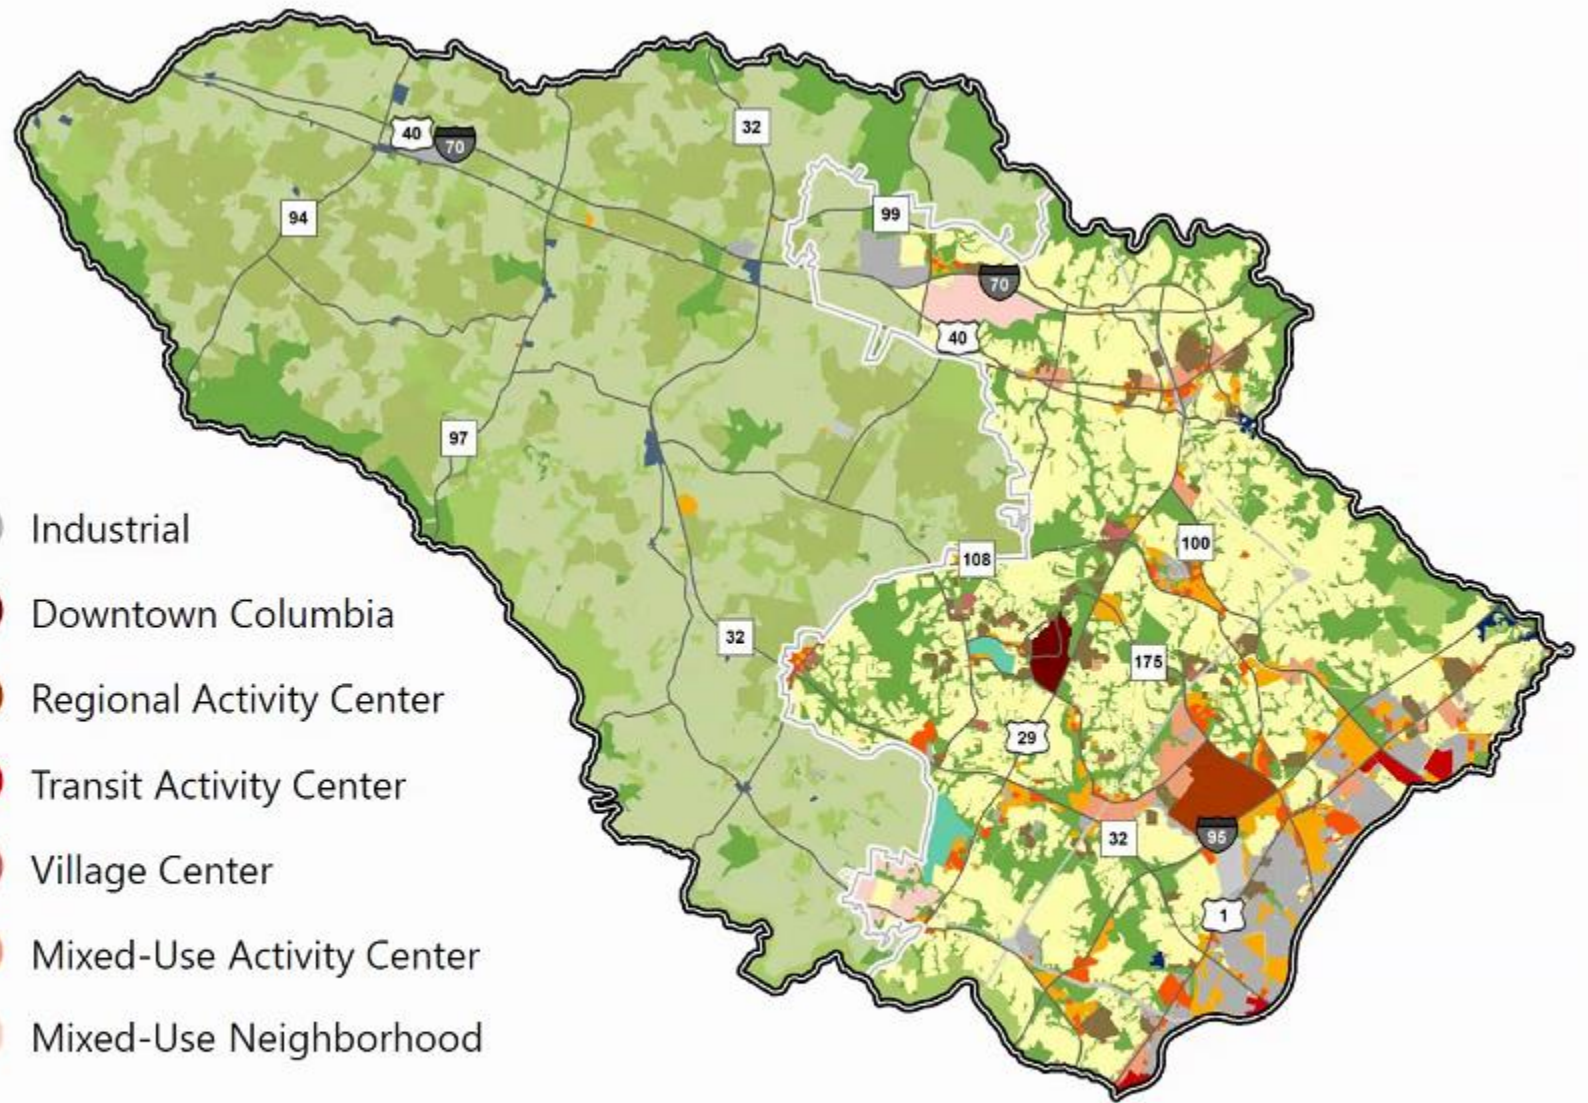 40
70
32
94
99
70
40
97
108
100
32
175
29
32
95
1
Industrial
Downtown Columbia
Regional Activity Center
Transit Activity Center
Village Center
Mixed-Use Activity Center
Mixed-Use Neighborhood